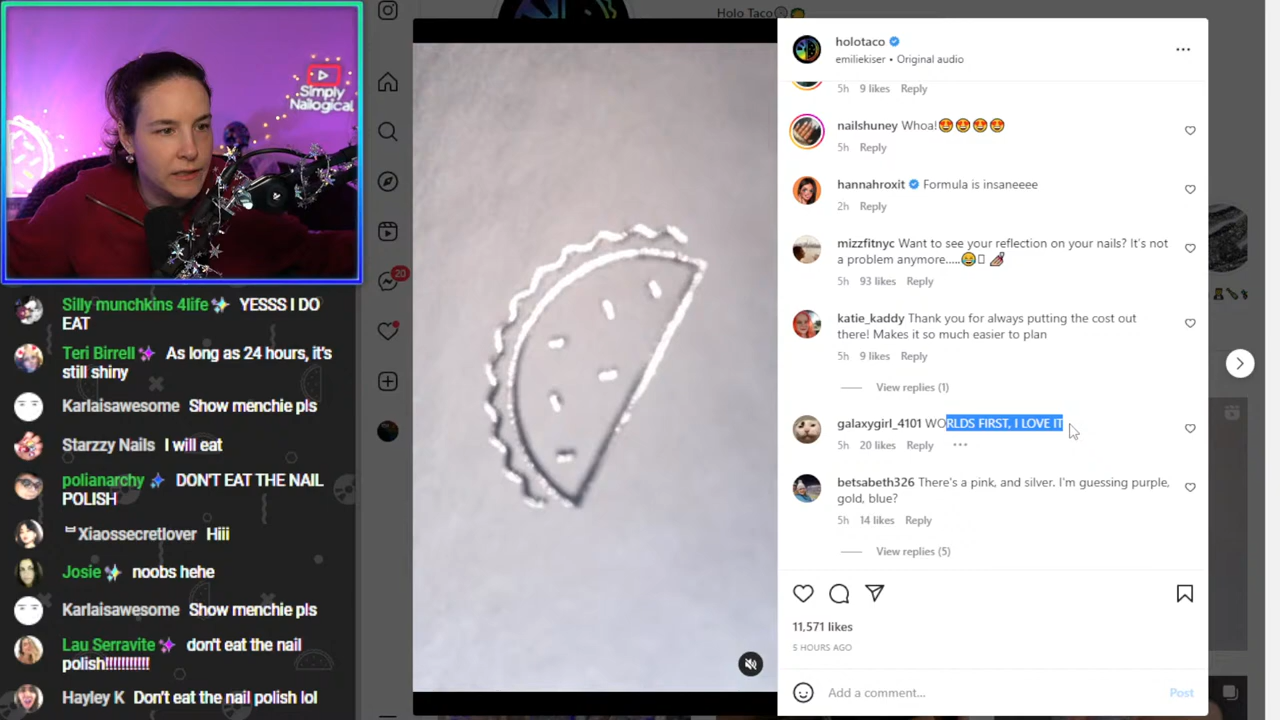 Simply
Nailogical
Silly munchkins 4life YESSS I DO
EAT
Teri Birrell As long as 24 hours, it's
still shiny
Karlaisawesome Show menchie pls
Starzzy Nails I will eat
polianarchy DON'T EAT THE NAIL
POLISH
Xiaossecretlover Hiii
Josie noobs hehe
Karlaisawesome Show menchie pls
Lau Serravite don't eat the nail
polish!!!!!!!!!!
Hayley K Don't eat the nail polish lol
20
Holo Taco
holotaco
emiliekiser • Original audio
5h 9 likes Reply
nailshuney Whoa!😍😍😍😍
5h Reply
hannahroxit Formula is insaneeee
2h Reply
mizzfitnyc Want to see your reflection on your nails? It's not
a problem anymore.....😂 💅
5h 93 likes Reply
katie_kaddy Thank you for always putting the cost out
there! Makes it so much easier to plan
5h 9 likes Reply
View replies (1)
galaxygirl_4101 WORLDS FIRST, I LOVE IT
5h 20 likes Reply •••
betsabeth326 There's a pink, and silver. I'm guessing purple,
gold, blue?
5h 14 likes Reply
View replies (5)
11,571 likes
5 HOURS AGO
Add a comment... Post